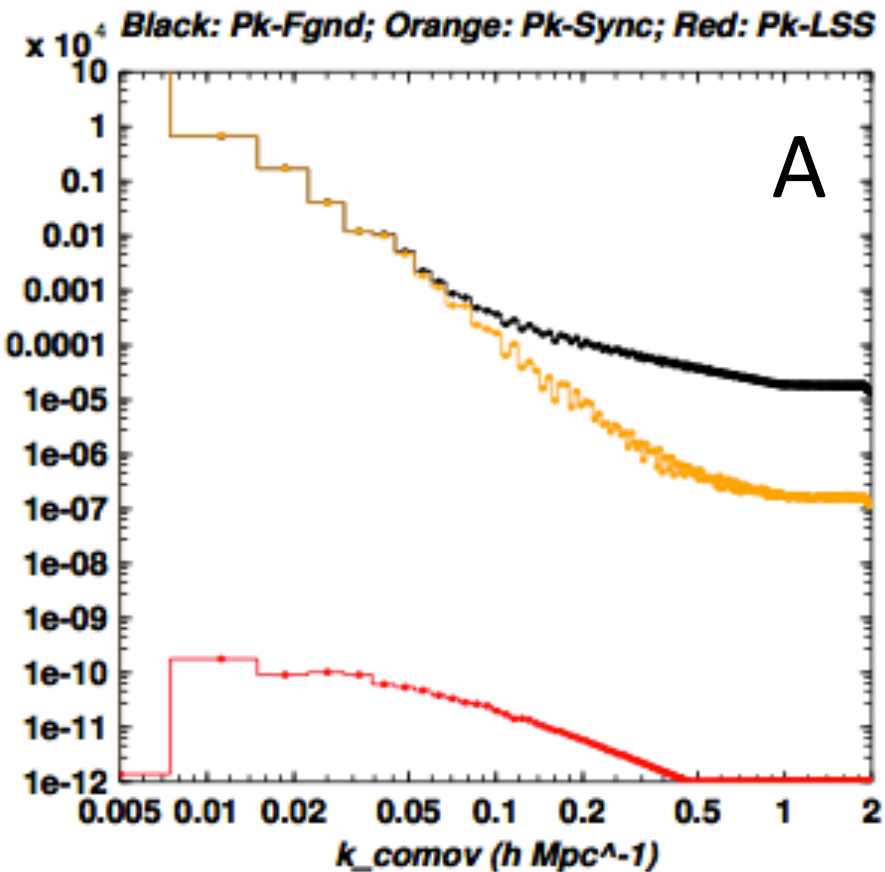 Black: Pk-Fgnd; Orange: Pk-Sync; Red: Pk-LSS
x 10⁴
10
1
0.1
0.01
0.001
0.0001
1e-05
1e-06
1e-07
1e-08
1e-09
1e-10
1e-11
1e-12
A
0.005 0.01 0.02 0.05 0.1 0.2 0.5 1 2
k_comov (h Mpc^-1)